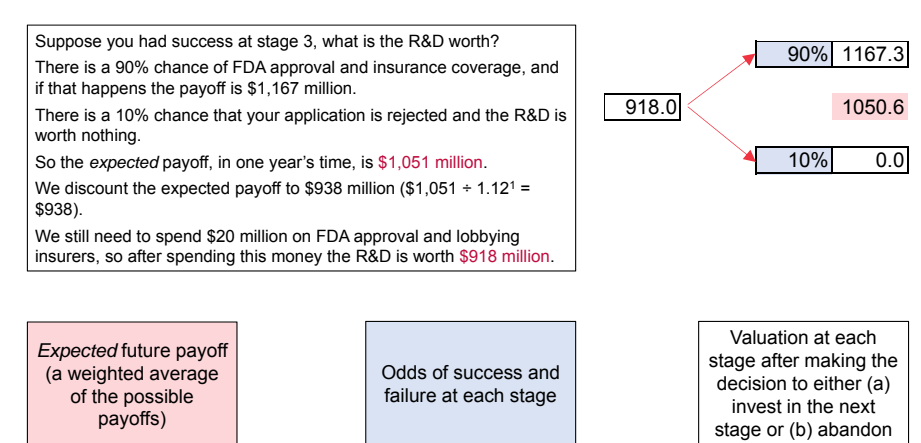 Suppose you had success at stage 3, what is the R&D worth?
There is a 90% chance of FDA approval and insurance coverage, and
if that happens the payoff is $1,167 million.
There is a 10% chance that your application is rejected and the R&D is
worth nothing.
So the expected payoff, in one year's time, is $1,051 million.
We discount the expected payoff to $938 million ($1,051 ÷ 1.12¹ =
$938).
We still need to spend $20 million on FDA approval and lobbying
insurers, so after spending this money the R&D is worth $918 million.
90% 1167.3
918.0
1050.6
10% 0.0
Expected future payoff
(a weighted average
of the possible
payoffs)
Odds of success and
failure at each stage
Valuation at each
stage after making the
decision to either (a)
invest in the next
stage or (b) abandon